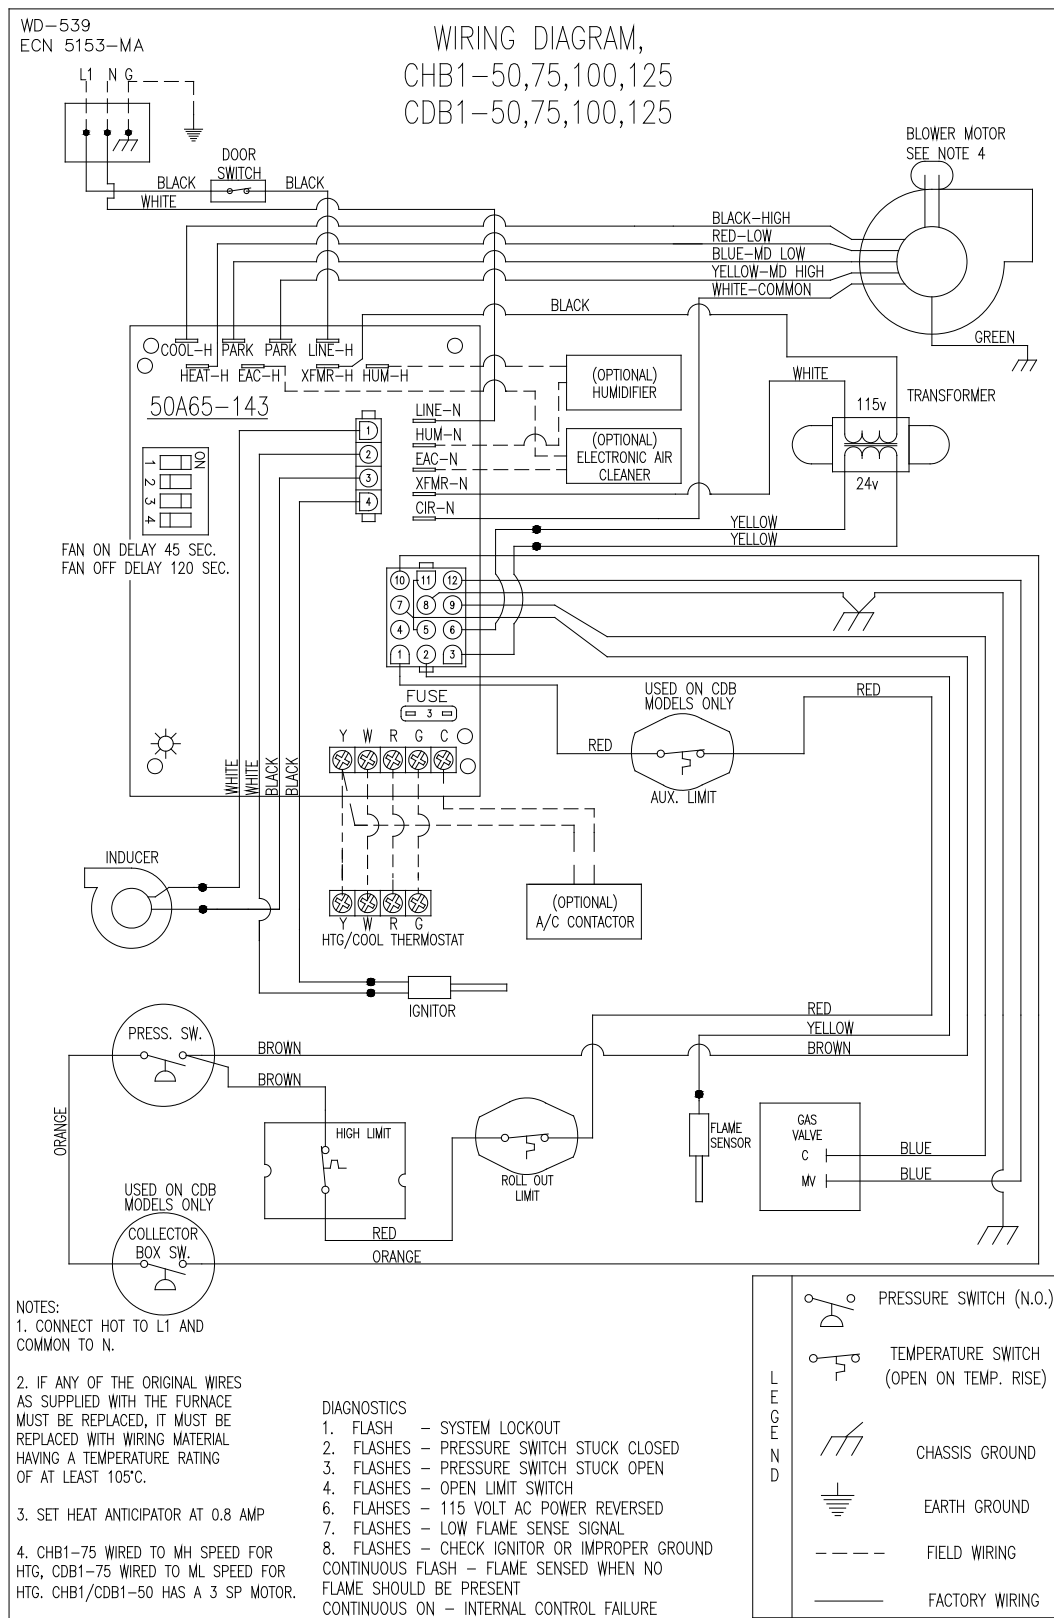 WD-539
ECN 5153-MA
WIRING DIAGRAM,
CHB1-50,75,100,125
CDB1-50,75,100,125
L1 N G
DOOR
SWITCH
BLACK
BLACK
WHITE
BLOWER MOTOR
SEE NOTE 4
BLACK-HIGH
RED-LOW
BLUE-MD LOW
YELLOW-MD HIGH
WHITE-COMMON
BLACK
GREEN
COOL-H PARK PARK LINE-H
HEAT-H EAC-H XFMR-H HUM-H
50A65-143
(OPTIONAL)
HUMIDIFIER
WHITE
TRANSFORMER
115v
24v
LINE-N
HUM-N
EAC-N
XFMR-N
CIR-N
(OPTIONAL)
ELECTRONIC AIR
CLEANER
1
2
3
4
ON
1
2
3
4
FAN ON DELAY 45 SEC.
FAN OFF DELAY 120 SEC.
YELLOW
YELLOW
10 11 12
7 8 9
4 5 6
1 2 3
FUSE
3
Y W R G C
USED ON CDB
MODELS ONLY
RED
RED
AUX. LIMIT
WHITE
WHITE
BLACK
BLACK
INDUCER
Y W R G
HTG/COOL THERMOSTAT
(OPTIONAL)
A/C CONTACTOR
IGNITOR
RED
YELLOW
BROWN
PRESS. SW.
BROWN
BROWN
ORANGE
HIGH LIMIT
ROLL OUT
LIMIT
FLAME
SENSOR
GAS
VALVE
C
MV
BLUE
BLUE
USED ON CDB
MODELS ONLY
COLLECTOR
BOX SW.
RED
ORANGE
NOTES:
1. CONNECT HOT TO L1 AND
COMMON TO N.
2. IF ANY OF THE ORIGINAL WIRES
AS SUPPLIED WITH THE FURNACE
MUST BE REPLACED, IT MUST BE
REPLACED WITH WIRING MATERIAL
HAVING A TEMPERATURE RATING
OF AT LEAST 105°C.
3. SET HEAT ANTICIPATOR AT 0.8 AMP
4. CHB1-75 WIRED TO MH SPEED FOR
HTG, CDB1-75 WIRED TO ML SPEED FOR
HTG. CHB1/CDB1-50 HAS A 3 SP MOTOR.
DIAGNOSTICS
1. FLASH - SYSTEM LOCKOUT
2. FLASHES - PRESSURE SWITCH STUCK CLOSED
3. FLASHES - PRESSURE SWITCH STUCK OPEN
4. FLASHES - OPEN LIMIT SWITCH
6. FLAHSES - 115 VOLT AC POWER REVERSED
7. FLASHES - LOW FLAME SENSE SIGNAL
8. FLASHES - CHECK IGNITOR OR IMPROPER GROUND
CONTINUOUS FLASH - FLAME SENSED WHEN NO
FLAME SHOULD BE PRESENT
CONTINUOUS ON - INTERNAL CONTROL FAILURE
LEGEND
PRESSURE SWITCH (N.O.)
TEMPERATURE SWITCH
(OPEN ON TEMP. RISE)
CHASSIS GROUND
EARTH GROUND
FIELD WIRING
FACTORY WIRING